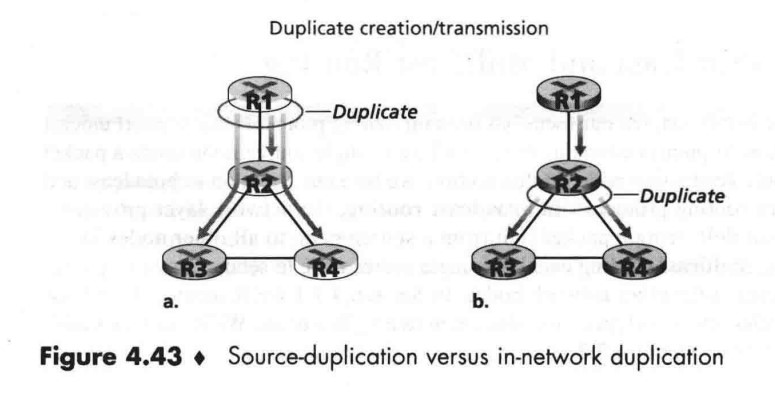 Duplicate creation/transmission
R1
Duplicate
R2
R3
R4
a.
R1
R2
Duplicate
R3
R4
b.
Figure 4.43 ♦ Source-duplication versus in-network duplication